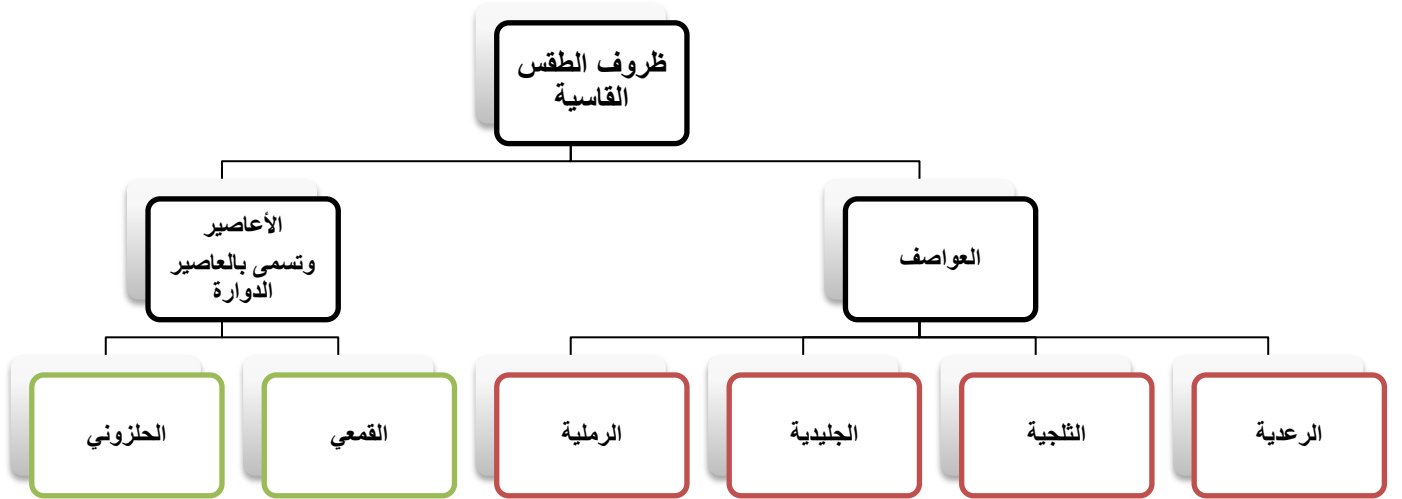 ظروف الطقس
القاسية
العواصف
الأعاصير
وتسمى بالعاصير
الدوارة
الرعدية
الثلجية
الجليدية
الرملية
القمعي
الحلزوني